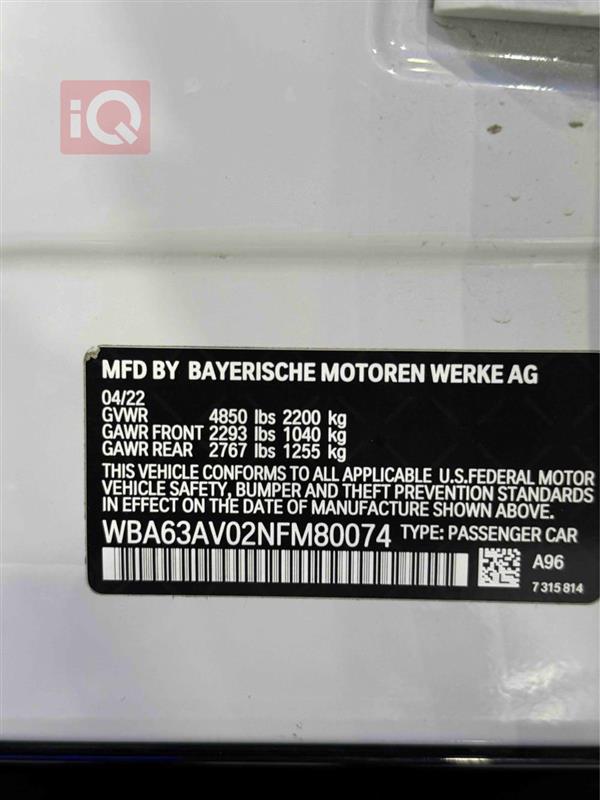 iQ
MFD BY BAYERISCHE MOTOREN WERKE AG
04/22
GVWR 4850 lbs 2200 kg
GAWR FRONT 2293 lbs 1040 kg
GAWR REAR 2767 lbs 1255 kg
THIS VEHICLE CONFORMS TO ALL APPLICABLE U.S.FEDERAL MOTOR
VEHICLE SAFETY, BUMPER AND THEFT PREVENTION STANDARDS
IN EFFECT ON THE DATE OF MANUFACTURE SHOWN ABOVE.
WBA63AV02NFM80074 TYPE: PASSENGER CAR
A96
7 315 814